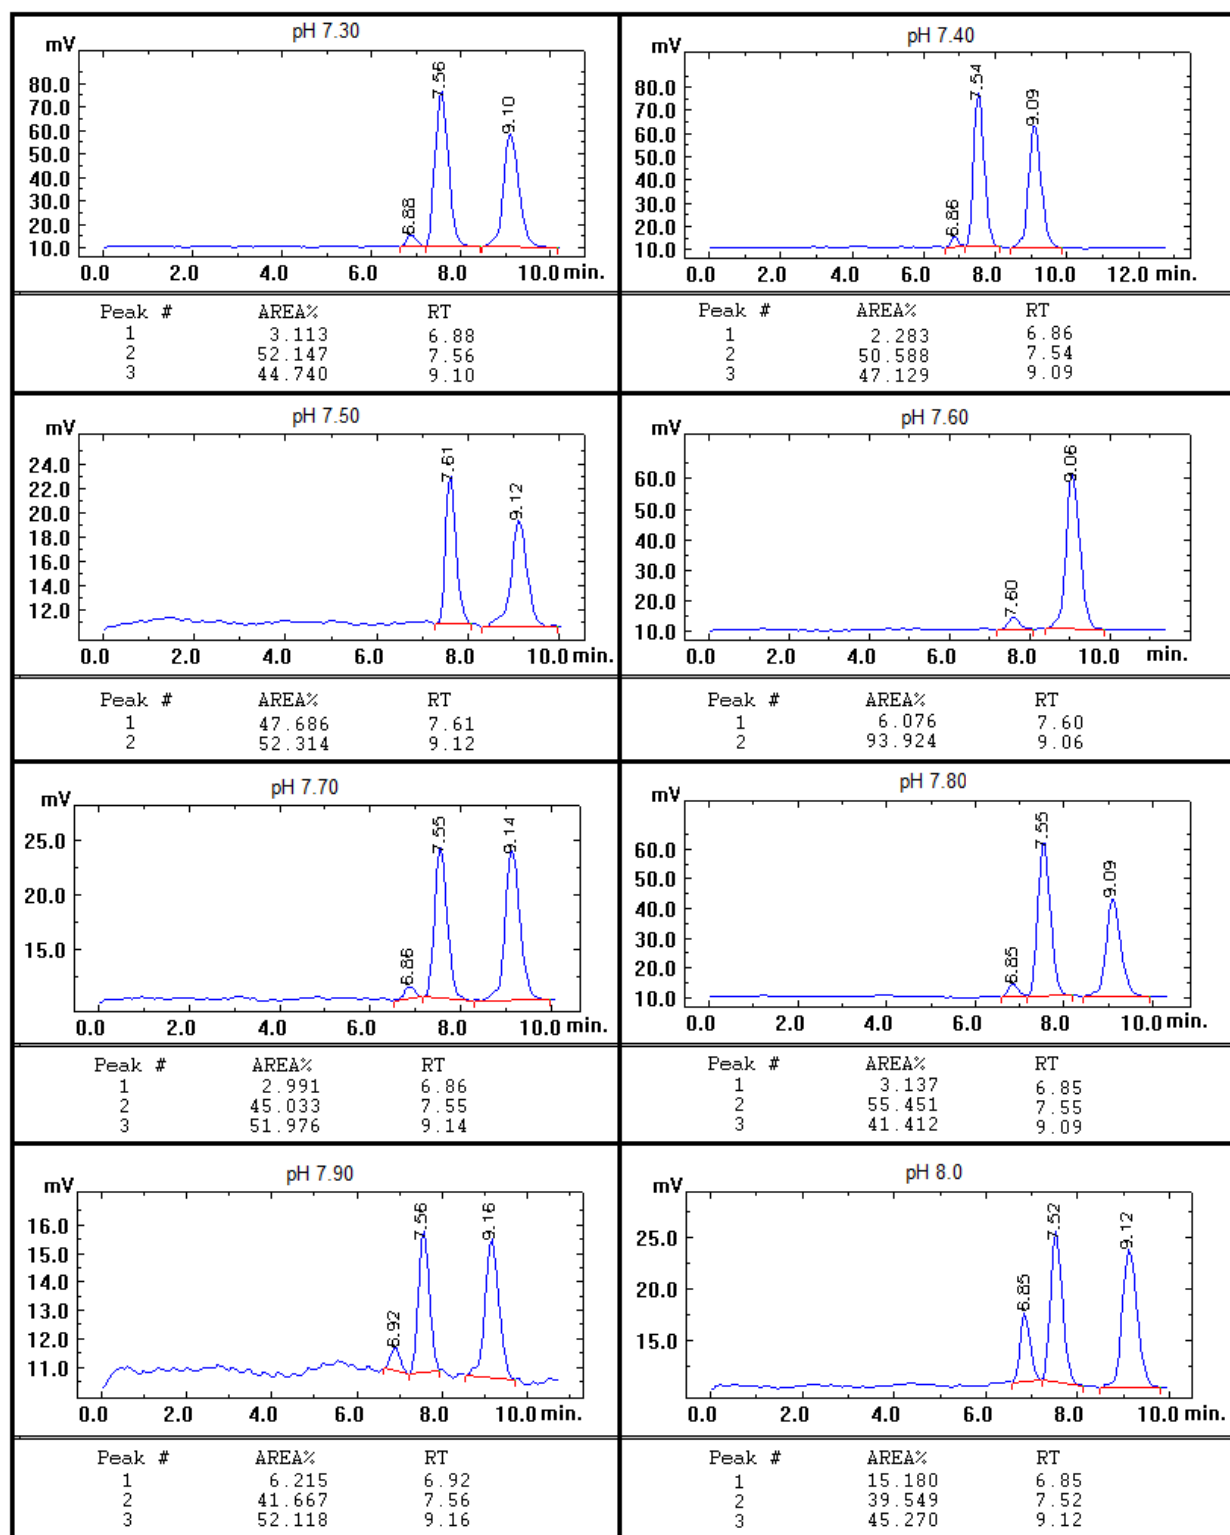 pH 7.30
mV
80.0
70.0
60.0
50.0
40.0
30.0
20.0
10.0
6.88
7.56
9.10
0.0 2.0 4.0 6.0 8.0 10.0 min.
Peak # AREA% RT
1 3.113 6.88
2 52.147 7.56
3 44.740 9.10
pH 7.40
mV
80.0
70.0
60.0
50.0
40.0
30.0
20.0
10.0
6.86
7.54
9.09
0.0 2.0 4.0 6.0 8.0 10.0 12.0 min.
Peak # AREA% RT
1 2.283 6.86
2 50.588 7.54
3 47.129 9.09
pH 7.50
mV
24.0
22.0
20.0
18.0
16.0
14.0
12.0
7.61
9.12
0.0 2.0 4.0 6.0 8.0 10.0 min.
Peak # AREA% RT
1 47.686 7.61
2 52.314 9.12
pH 7.60
mV
60.0
50.0
40.0
30.0
20.0
10.0
7.60
9.06
0.0 2.0 4.0 6.0 8.0 10.0 min.
Peak # AREA% RT
1 6.076 7.60
2 93.924 9.06
pH 7.70
mV
25.0
20.0
15.0
6.86
7.55
9.14
0.0 2.0 4.0 6.0 8.0 10.0 min.
Peak # AREA% RT
1 2.991 6.86
2 45.033 7.55
3 51.976 9.14
pH 7.80
mV
60.0
50.0
40.0
30.0
20.0
10.0
6.85
7.55
9.09
0.0 2.0 4.0 6.0 8.0 10.0 min.
Peak # AREA% RT
1 3.137 6.85
2 55.451 7.55
3 41.412 9.09
pH 7.90
mV
16.0
15.0
14.0
13.0
12.0
11.0
6.92
7.56
9.16
0.0 2.0 4.0 6.0 8.0 10.0 min.
Peak # AREA% RT
1 6.215 6.92
2 41.667 7.56
3 52.118 9.16
pH 8.0
mV
25.0
20.0
15.0
6.85
7.52
9.12
0.0 2.0 4.0 6.0 8.0 10.0 min.
Peak # AREA% RT
1 15.180 6.85
2 39.549 7.52
3 45.270 9.12